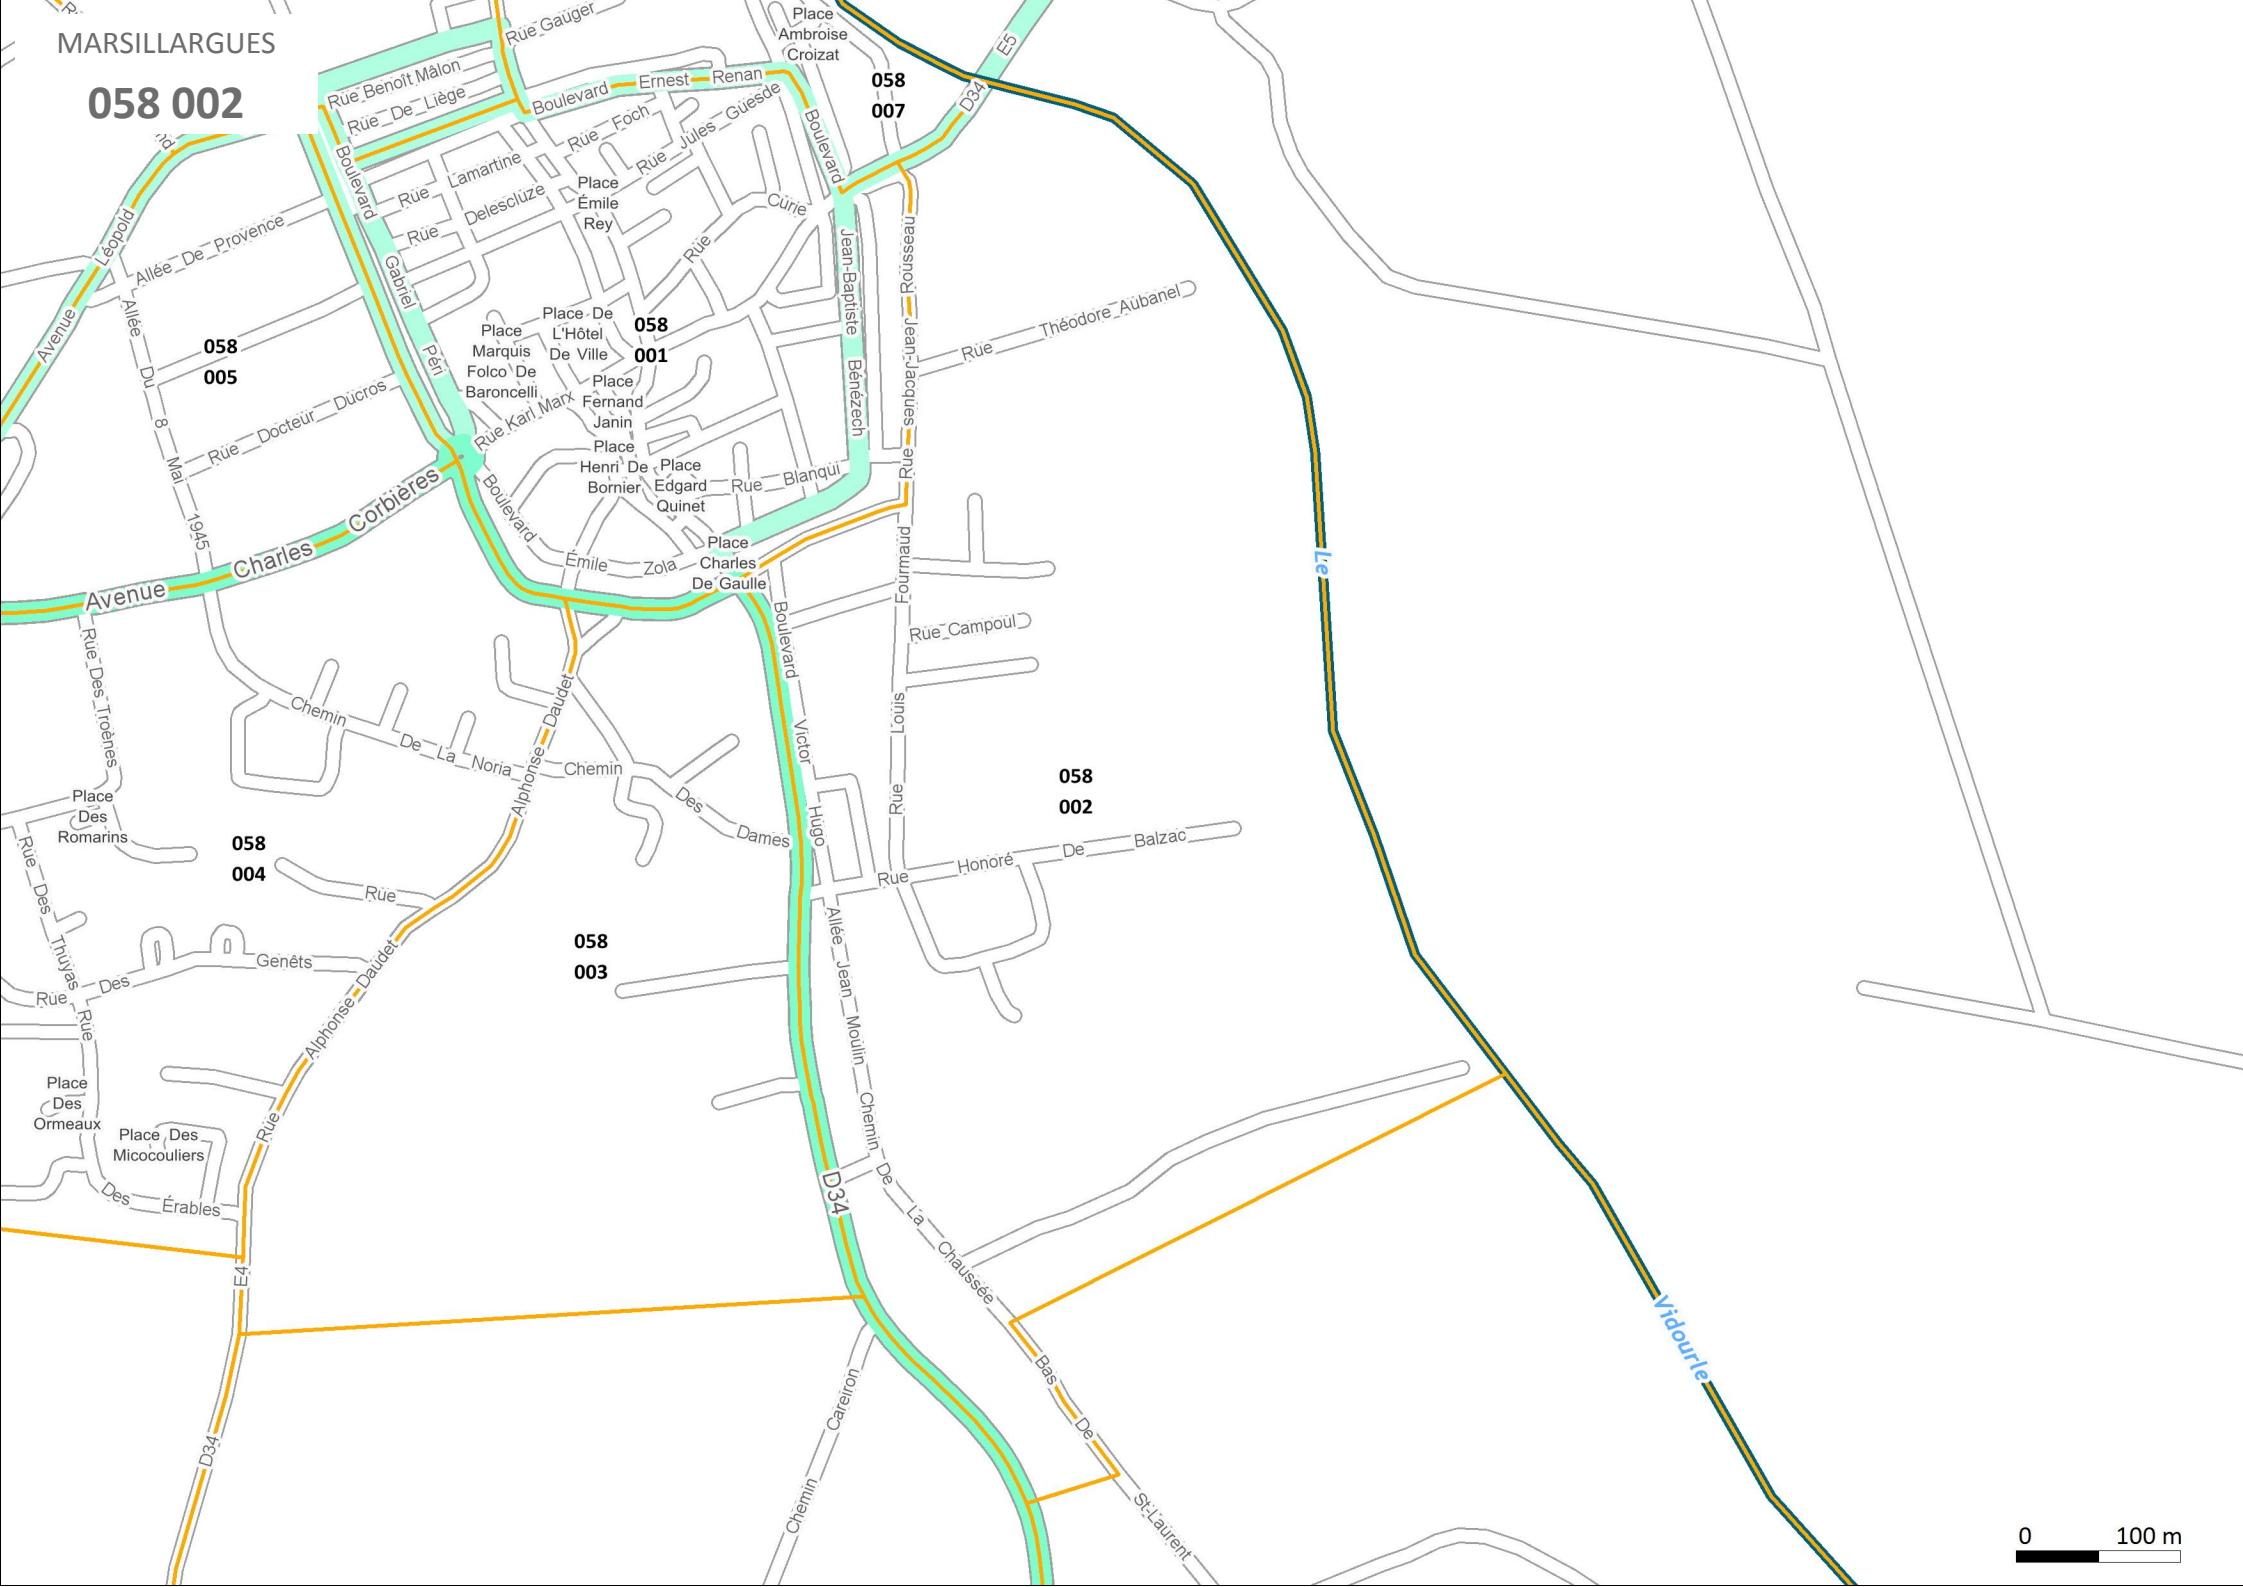 MARSILLARGUES
058 002
Rue Gauger
Place
Ambroise
Croizat
Rue Benoît Mâlon
Rue De Liège
Boulevard Ernest Renan
058
007
E5
D34
Boulevard
Rue Foch
Rue Jules Guesde
Rue Lamartine
Rue Delescluze
Place
Émile
Rey
Rue Curie
Boulevard Gabriel Péri
Avenue Léopold
Allée De Provence
Allée Du 8 Mai 1945
058
005
Rue Docteur Ducros
Place
Marquis
Folco De
Baroncelli
Place De
L'Hôtel
De Ville
058
001
Place
Fernand
Janin
Rue Karl Marx
Place
Henri De
Bornier
Place
Edgard
Quinet
Rue Blanqui
Jean-Baptiste Bénézech
Rue Jean-Jacques Rousseau
Rue Théodore Aubanel
Avenue Charles Corbières
Boulevard Émile Zola
Place
Charles
De Gaulle
Boulevard Victor Hugo
Rue Louis Fournaud
Rue Campoul
Le Vidourle
Rue Des Troènes
Chemin De La Noria
Rue Alphonse Daudet
Alphonse Daudet
Chemin Des Dames
058
002
Rue Honoré De Balzac
Place
Des
Romarins
058
004
Rue
Rue Des Thuyas
Rue Des Genêts
058
003
Allée Jean Moulin
Rue
Place
Des
Ormeaux
Place Des
Micocouliers
Des Érables
E4
D34
D34
Chemin De La Chaussée
Bas De St-Laurent
Chemin Careiron
0 100 m